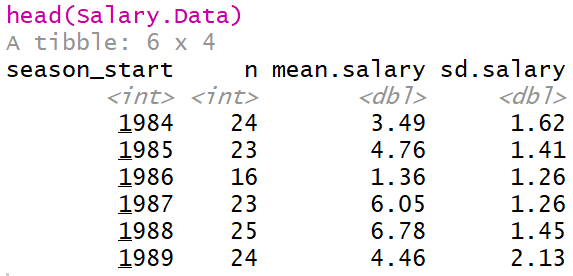 head(Salary.Data)
A tibble: 6 x 4
season_start n mean.salary sd.salary
<int> <int> <dbl> <dbl>
1984 24 3.49 1.62
1985 23 4.76 1.41
1986 16 1.36 1.26
1987 23 6.05 1.26
1988 25 6.78 1.45
1989 24 4.46 2.13